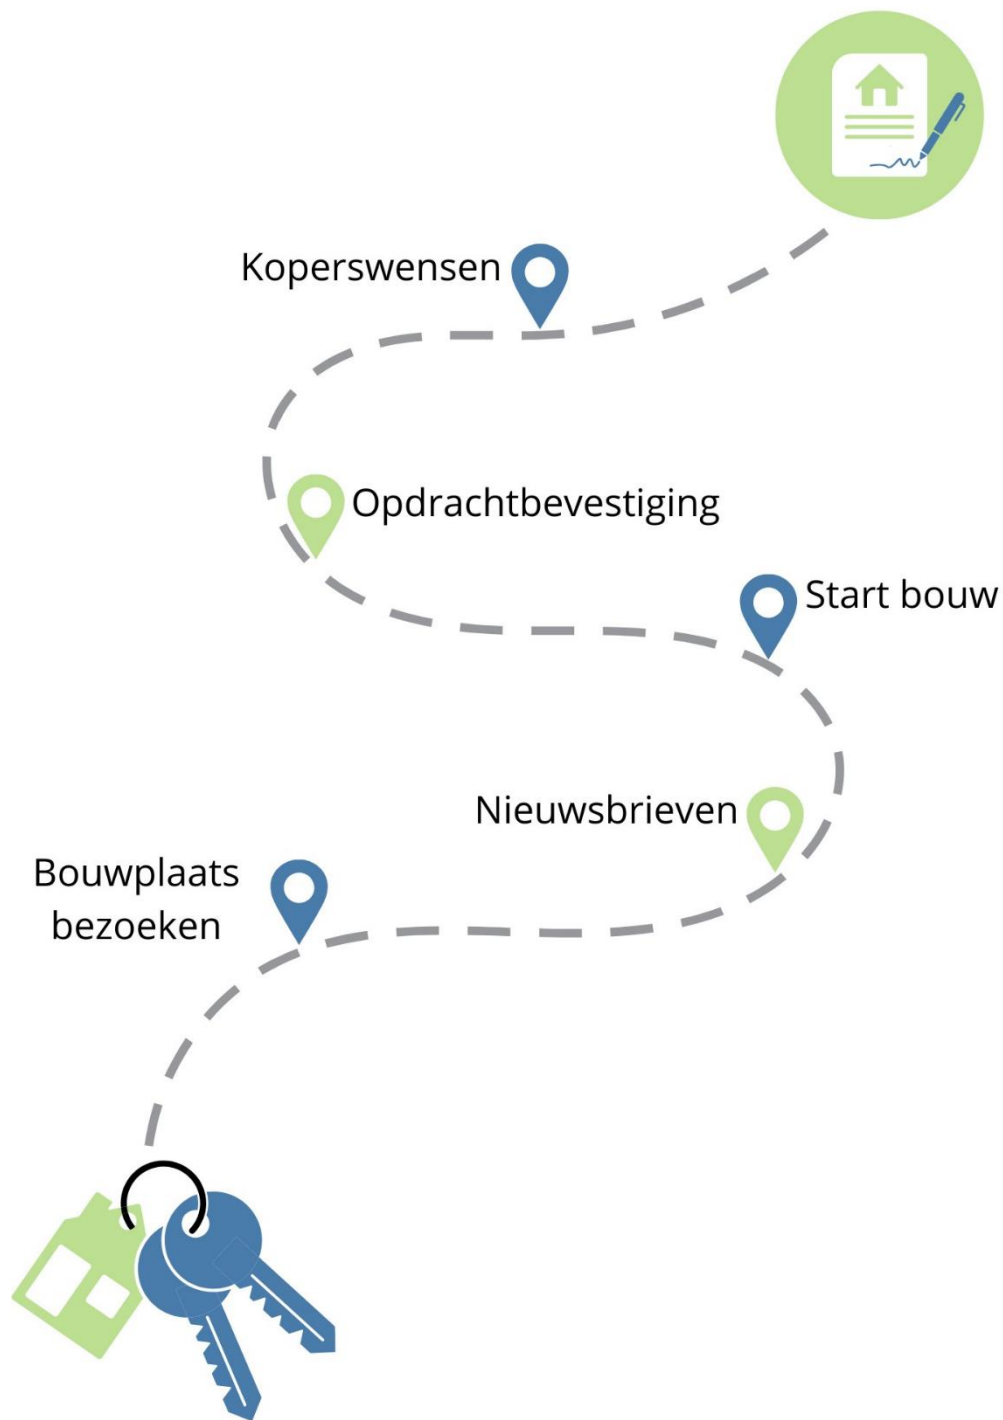 Koperswensen
Opdrachtbevestiging
Start bouw
Nieuwsbrieven
Bouwplaats
bezoeken